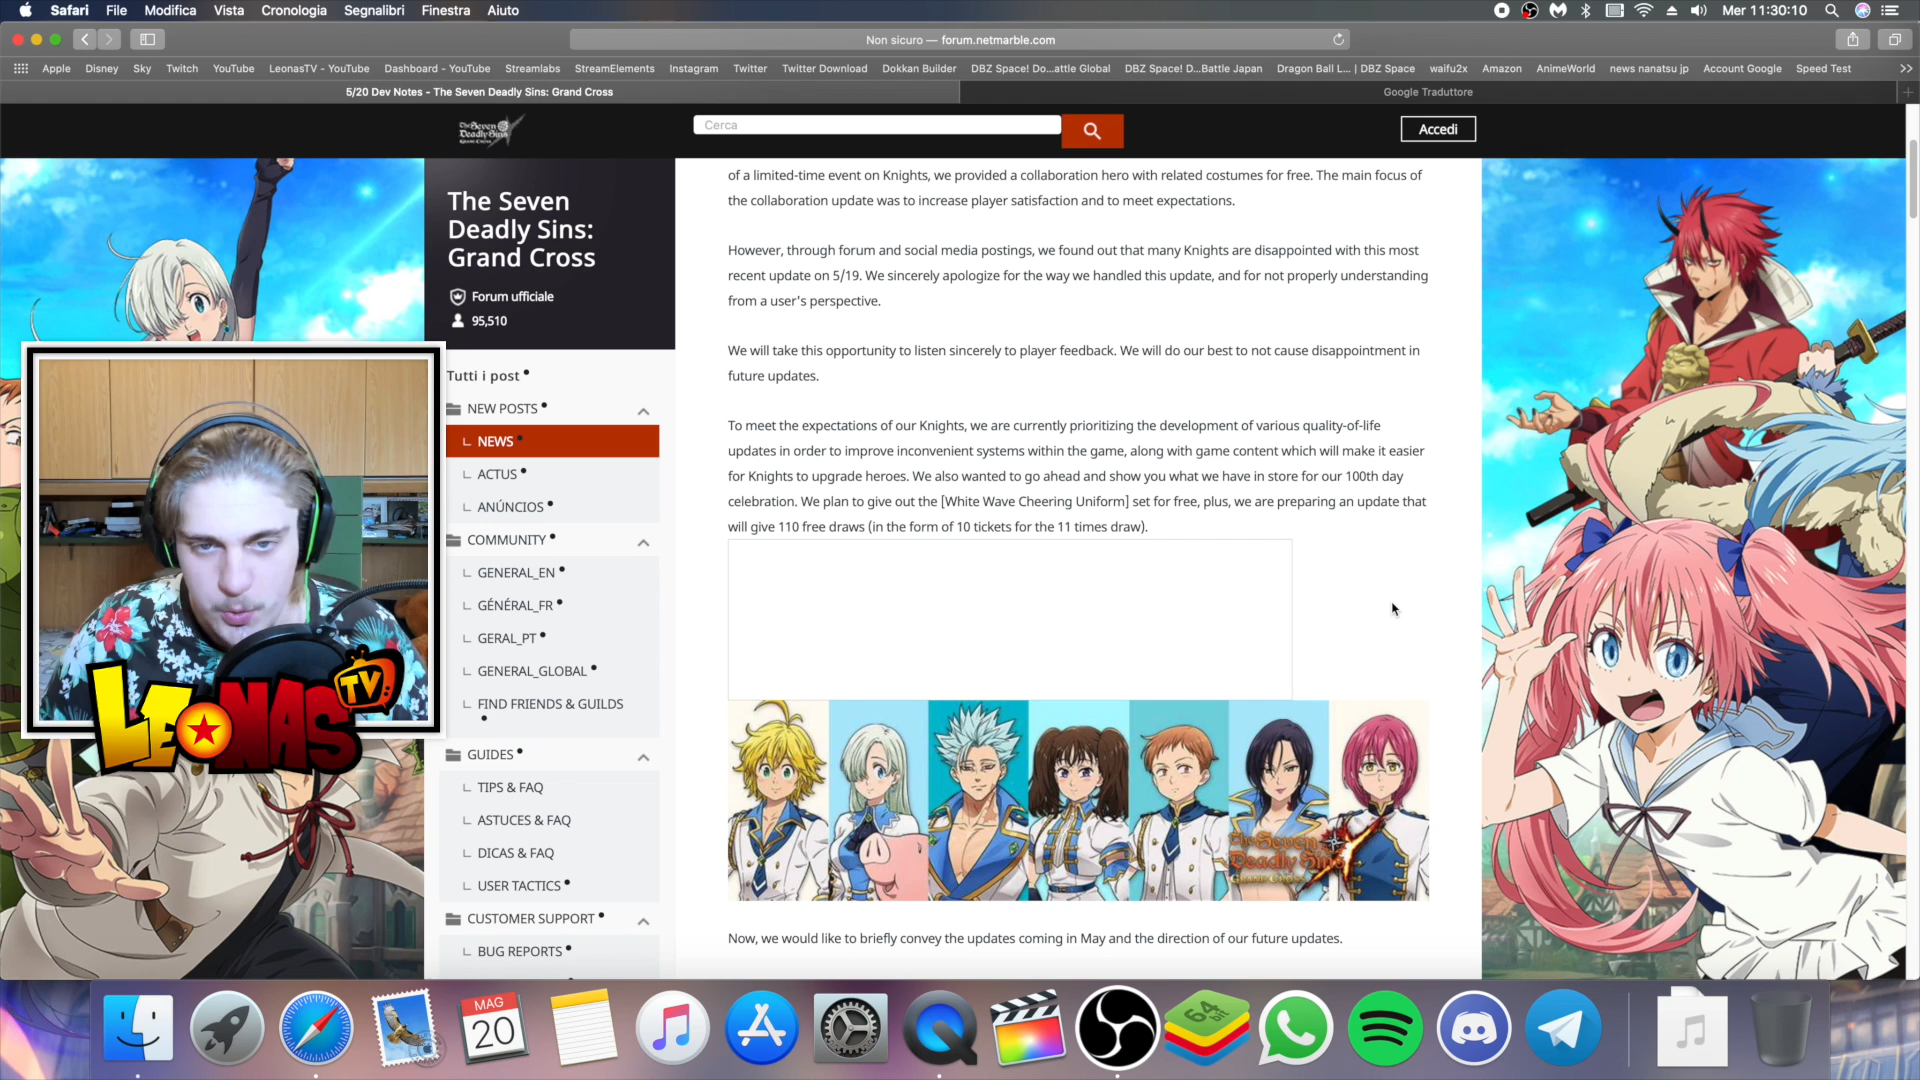 Safari File Modifica Vista Cronologia Segnalibri Finestra Aiuto Mer 11:30:10
Non sicuro — forum.netmarble.com
Apple Disney Sky Twitch YouTube LeonasTV - YouTube Dashboard - YouTube Streamlabs StreamElements Instagram Twitter Twitter Download Dokkan Builder DBZ Space! Do...attle Global DBZ Space! D...Battle Japan Dragon Ball L... | DBZ Space waifu2x Amazon AnimeWorld news nanatsu jp Account Google Speed Test
5/20 Dev Notes - The Seven Deadly Sins: Grand Cross Google Traduttore
The Seven
Deadly Sins
GRAND CROSS
Cerca
Accedi
The Seven
Deadly Sins:
Grand Cross
Forum ufficiale
95,510
Tutti i post
NEW POSTS
NEWS
ACTUS
ANÚNCIOS
COMMUNITY
GENERAL_EN
GÉNÉRAL_FR
GERAL_PT
GENERAL_GLOBAL
FIND FRIENDS & GUILDS
GUIDES
TIPS & FAQ
ASTUCES & FAQ
DICAS & FAQ
USER TACTICS
CUSTOMER SUPPORT
BUG REPORTS
of a limited-time event on Knights, we provided a collaboration hero with related costumes for free. The main focus of
the collaboration update was to increase player satisfaction and to meet expectations.
However, through forum and social media postings, we found out that many Knights are disappointed with this most
recent update on 5/19. We sincerely apologize for the way we handled this update, and for not properly understanding
from a user's perspective.
We will take this opportunity to listen sincerely to player feedback. We will do our best to not cause disappointment in
future updates.
To meet the expectations of our Knights, we are currently prioritizing the development of various quality-of-life
updates in order to improve inconvenient systems within the game, along with game content which will make it easier
for Knights to upgrade heroes. We also wanted to go ahead and show you what we have in store for our 100th day
celebration. We plan to give out the [White Wave Cheering Uniform] set for free, plus, we are preparing an update that
will give 110 free draws (in the form of 10 tickets for the 11 times draw).
The Seven
Deadly Sins
GRAND CROSS
Now, we would like to briefly convey the updates coming in May and the direction of our future updates.
LEONAS
TV
MAG
20
64
bit